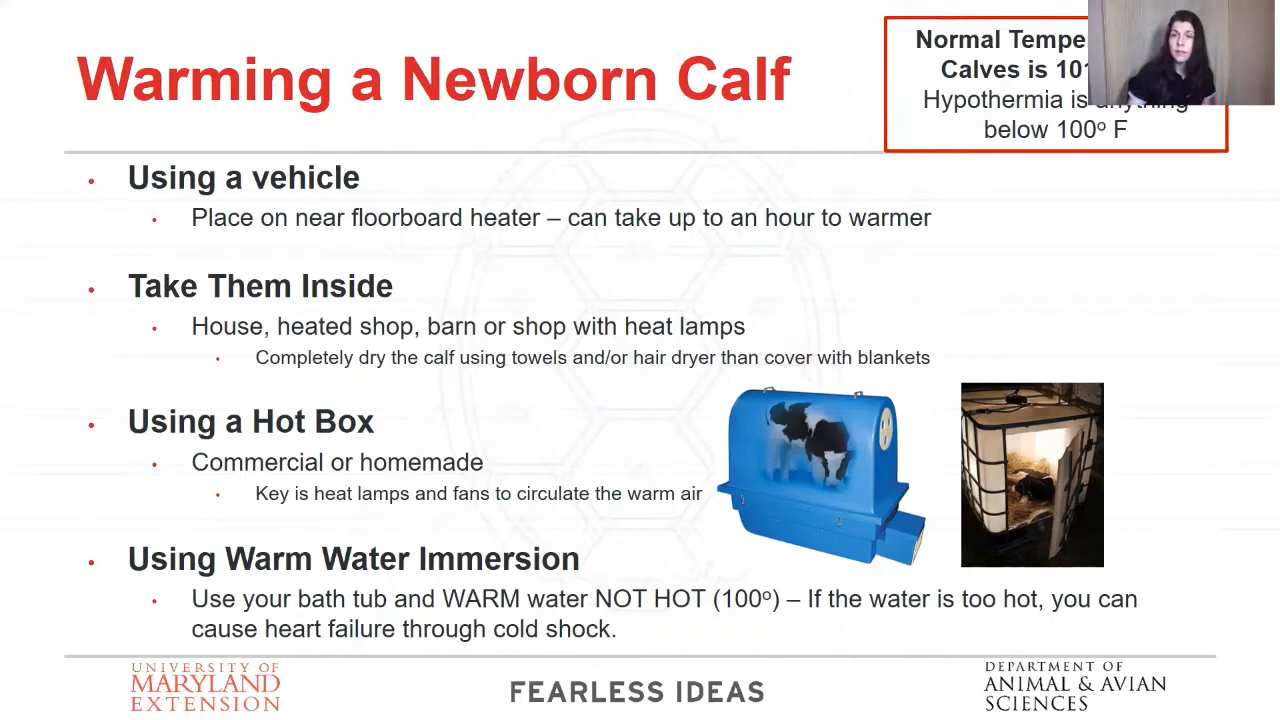 Warming a Newborn Calf
Normal
Calves is
Hypothermia is anything
below 100º F
• Using a vehicle
• Place on near floorboard heater – can take up to an hour to warmer
• Take Them Inside
• House, heated shop, barn or shop with heat lamps
• Completely dry the calf using towels and/or hair dryer than cover with blankets
• Using a Hot Box
• Commercial or homemade
• Key is heat lamps and fans to circulate the warm air
• Using Warm Water Immersion
• Use your bath tub and WARM water NOT HOT (100º) – If the water is too hot, you can
cause heart failure through cold shock.
UNIVERSITY OF
MARYLAND
EXTENSION
FEARLESS IDEAS
DEPARTMENT OF
ANIMAL & AVIAN
SCIENCES